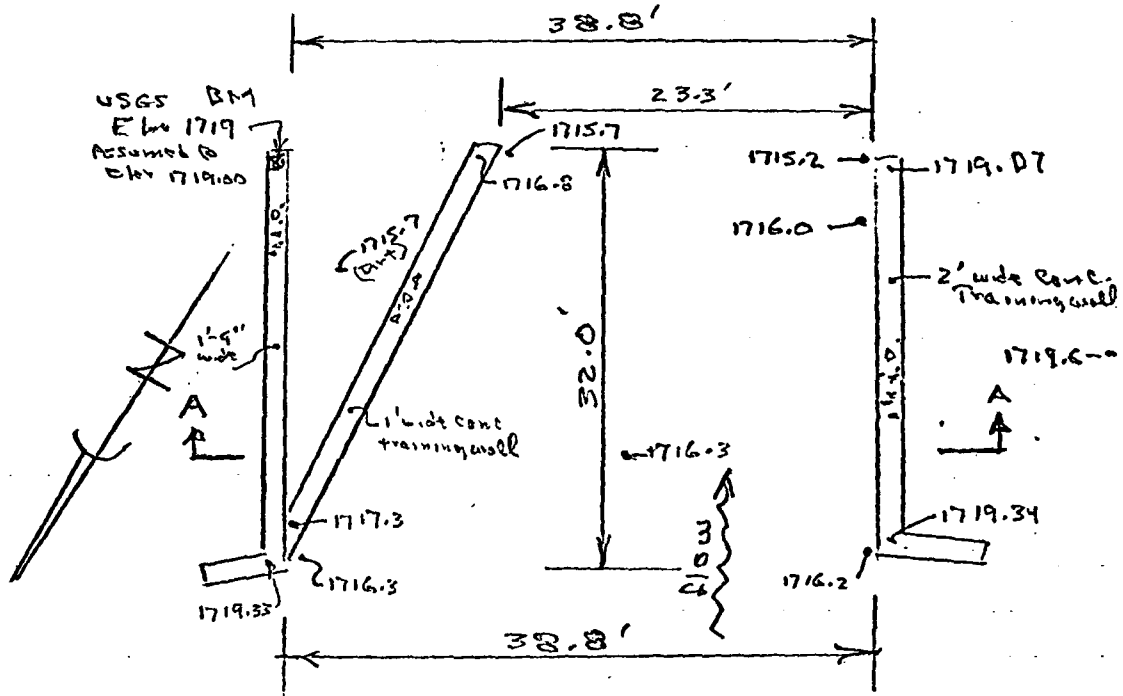 38.8'
23.3'
USGS BM
Elev 1719
Assumed to
Elev 1719.00
1715.7
1716.8
1715.2
1719.07
1716.0
1715.7
(Dirt)
2' wide Conc.
Training wall
1'-9"
wide
32.0'
1719.6
A
A
1' wide conc
training wall
1716.3
1717.3
1719.34
1716.3
1716.2
1719.33
38.8'